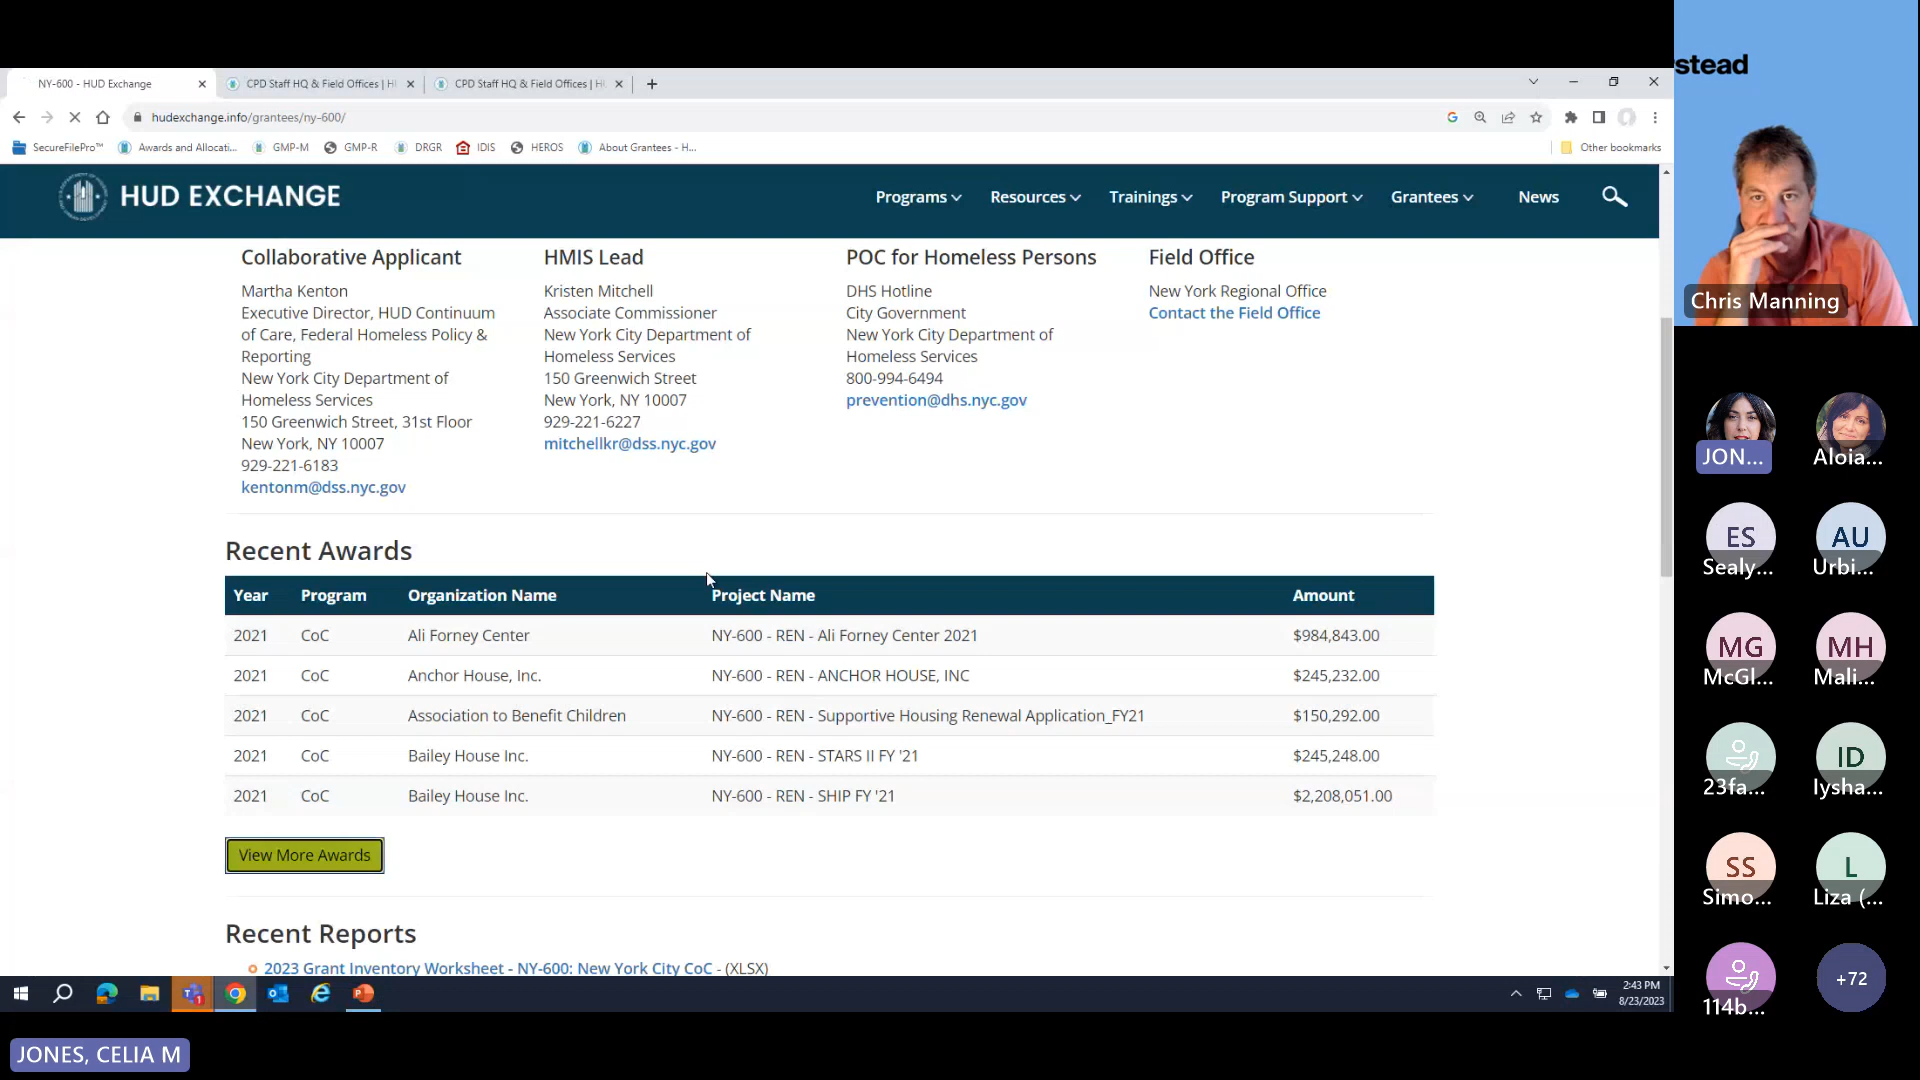 NY-600 - HUD Exchange
CPD Staff HQ & Field Offices | H
CPD Staff HQ & Field Offices | H
hudexchange.info/grantees/ny-600/
SecureFilePro™
Awards and Allocati...
GMP-M
GMP-R
DRGR
IDIS
HEROS
About Grantees - H...
Other bookmarks
HUD EXCHANGE
Programs
Resources
Trainings
Program Support
Grantees
News
Collaborative Applicant
Martha Kenton
Executive Director, HUD Continuum
of Care, Federal Homeless Policy &
Reporting
New York City Department of
Homeless Services
150 Greenwich Street, 31st Floor
New York, NY 10007
929-221-6183
kentonm@dss.nyc.gov
HMIS Lead
Kristen Mitchell
Associate Commissioner
New York City Department of
Homeless Services
150 Greenwich Street
New York, NY 10007
929-221-6227
mitchellkr@dss.nyc.gov
POC for Homeless Persons
DHS Hotline
City Government
New York City Department of
Homeless Services
800-994-6494
prevention@dhs.nyc.gov
Field Office
New York Regional Office
Contact the Field Office
Recent Awards
Year Program Organization Name Project Name Amount
2021 CoC Ali Forney Center NY-600 - REN - Ali Forney Center 2021 $984,843.00
2021 CoC Anchor House, Inc. NY-600 - REN - ANCHOR HOUSE, INC $245,232.00
2021 CoC Association to Benefit Children NY-600 - REN - Supportive Housing Renewal Application_FY21 $150,292.00
2021 CoC Bailey House Inc. NY-600 - REN - STARS II FY '21 $245,248.00
2021 CoC Bailey House Inc. NY-600 - REN - SHIP FY '21 $2,208,051.00
View More Awards
Recent Reports
2023 Grant Inventory Worksheet - NY-600: New York City CoC - (XLSX)
2:43 PM
8/23/2023
JONES, CELIA M
stead
Chris Manning
JON...
Aloia...
ES
Sealy...
AU
Urbi...
MG
McGl...
MH
Mali...
23fa...
ID
Iysha...
SS
Simo...
L
Liza (...
114b...
+72